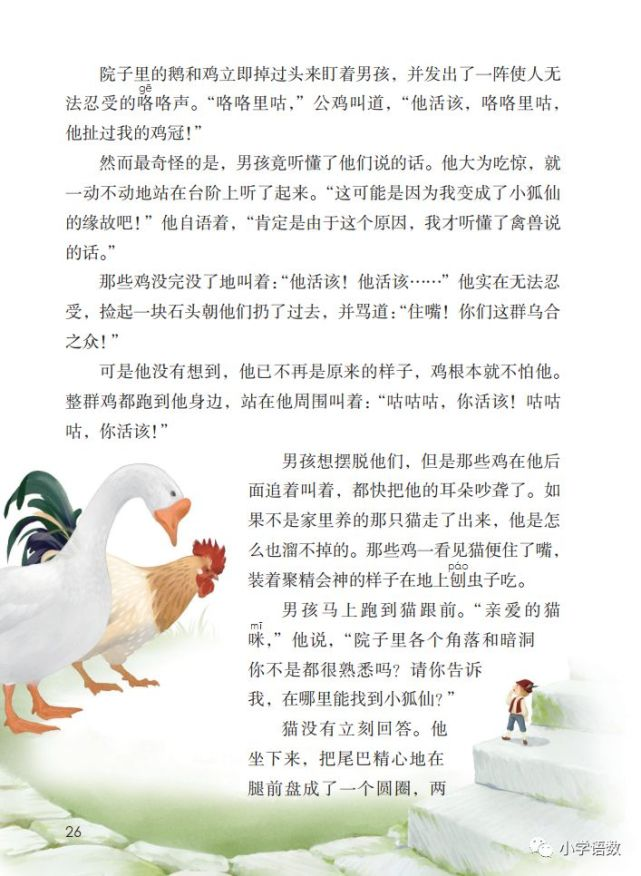 院子里的鹅和鸡立即掉过头来盯着男孩，并发出了一阵使人无
gē
法忍受的咯咯声。“咯咯里咕，”公鸡叫道，“他活该，咯咯里咕，
他扯过我的鸡冠！”
然而最奇怪的是，男孩竟听懂了他们说的话。他大为吃惊，就
一动不动地站在台阶上听了起来。“这可能是因为我变成了小狐仙
的缘故吧！”他自语着，“肯定是由于这个原因，我才听懂了禽兽说
的话。”
那些鸡没完没了地叫着：“他活该！他活该……”他实在无法忍
受，捡起一块石头朝他们扔了过去，并骂道：“住嘴！你们这群乌合
之众！”
可是他没有想到，他已不再是原来的样子，鸡根本就不怕他。
整群鸡都跑到他身边，站在他周围叫着：“咕咕咕，你活该！咕咕
咕，你活该！”
男孩想摆脱他们，但是那些鸡在他后
面追着叫着，都快把他的耳朵吵聋了。如
果不是家里养的那只猫走了出来，他是怎
么也溜不掉的。那些鸡一看见猫便住了嘴，
páo
装着聚精会神的样子在地上刨虫子吃。
男孩马上跑到猫跟前。“亲爱的猫
mī
咪，”他说，“院子里各个角落和暗洞
你不是都很熟悉吗？请你告诉
我，在哪里能找到小狐仙？”
猫没有立刻回答。他
坐下来，把尾巴精心地在
腿前盘成了一个圆圈，两
26
小学语数